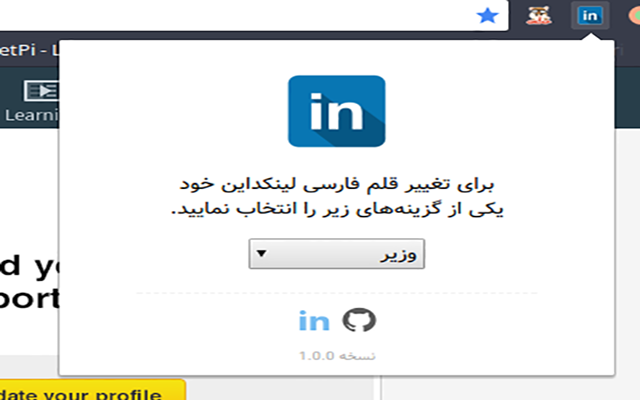 in
etPi - L
Learni
in
برای تغییر قلم فارسی لینکداین خود
یکی از گزینه‌های زیر را انتخاب نمایید.
وزیر
d y
port
in
نسخه 1.0.0
date your profile